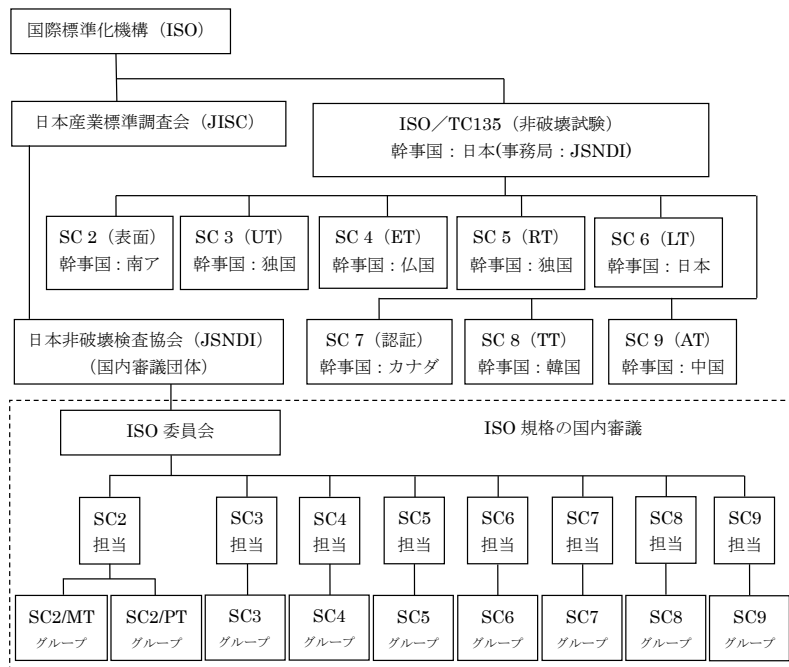 国際標準化機構（ISO）
日本産業標準調査会（JISC）
ISO／TC135（非破壊試験）
幹事国：日本(事務局：JSNDI)
SC 2（表面）
幹事国：南ア
SC 3（UT）
幹事国：独国
SC 4（ET）
幹事国：仏国
SC 5（RT）
幹事国：独国
SC 6（LT）
幹事国：日本
日本非破壊検査協会（JSNDI）
（国内審議団体）
SC 7（認証）
幹事国：カナダ
SC 8（TT）
幹事国：韓国
SC 9（AT）
幹事国：中国
ISO 委員会
ISO 規格の国内審議
SC2
担当
SC3
担当
SC4
担当
SC5
担当
SC6
担当
SC7
担当
SC8
担当
SC9
担当
SC2/MT
グループ
SC2/PT
グループ
SC3
グループ
SC4
グループ
SC5
グループ
SC6
グループ
SC7
グループ
SC8
グループ
SC9
グループ